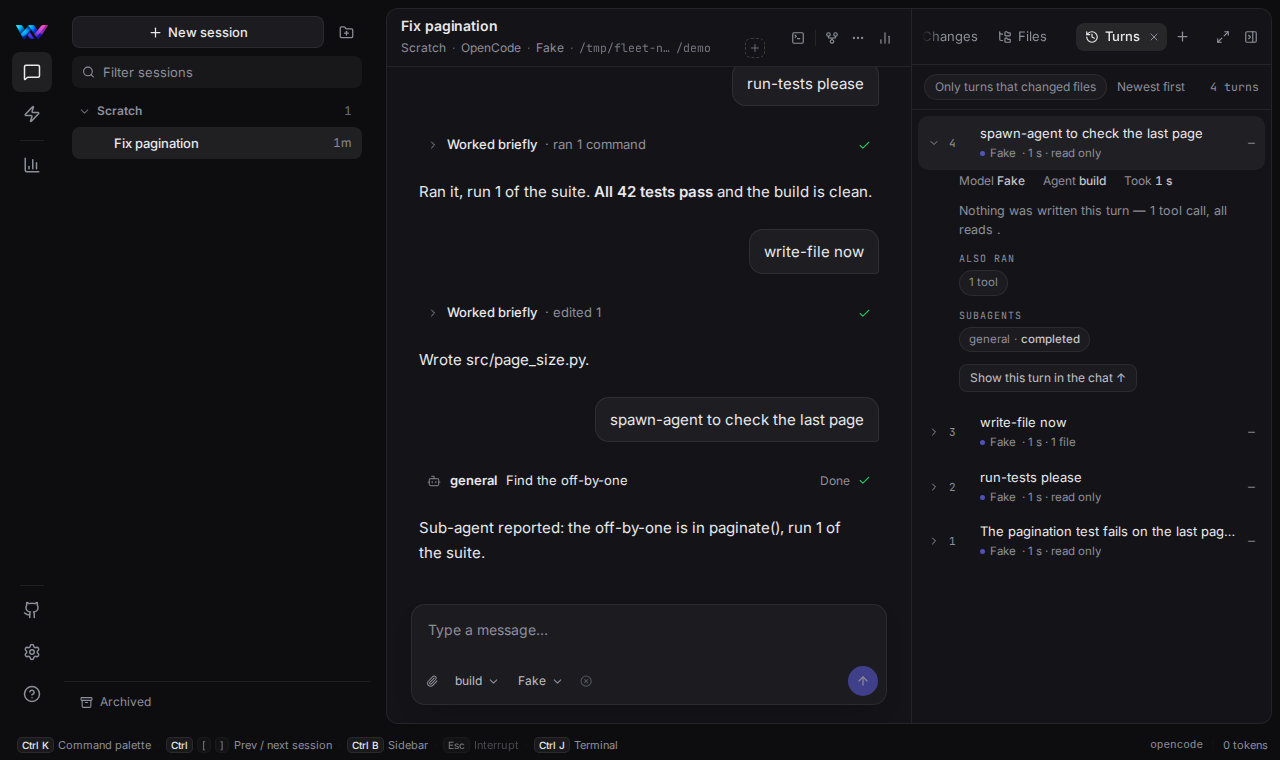 New session
Filter sessions
Scratch 1
Fix pagination 1m
Archived
Fix pagination
Scratch · OpenCode · Fake · /tmp/fleet-n… /demo
run-tests please
Worked briefly · ran 1 command
Ran it, run 1 of the suite. All 42 tests pass and the build is clean.
write-file now
Worked briefly · edited 1
Wrote src/page_size.py.
spawn-agent to check the last page
general Find the off-by-one Done
Sub-agent reported: the off-by-one is in paginate(), run 1 of
the suite.
Type a message...
build Fake
Changes Files Turns
Only turns that changed files Newest first 4 turns
4 spawn-agent to check the last page
Fake · 1 s · read only
Model Fake Agent build Took 1 s
Nothing was written this turn — 1 tool call, all
reads .
ALSO RAN
1 tool
SUBAGENTS
general · completed
Show this turn in the chat ↑
3 write-file now
Fake · 1 s · 1 file
2 run-tests please
Fake · 1 s · read only
1 The pagination test fails on the last pag…
Fake · 1 s · read only
Ctrl K Command palette Ctrl [ ] Prev / next session Ctrl B Sidebar Esc Interrupt Ctrl J Terminal opencode 0 tokens